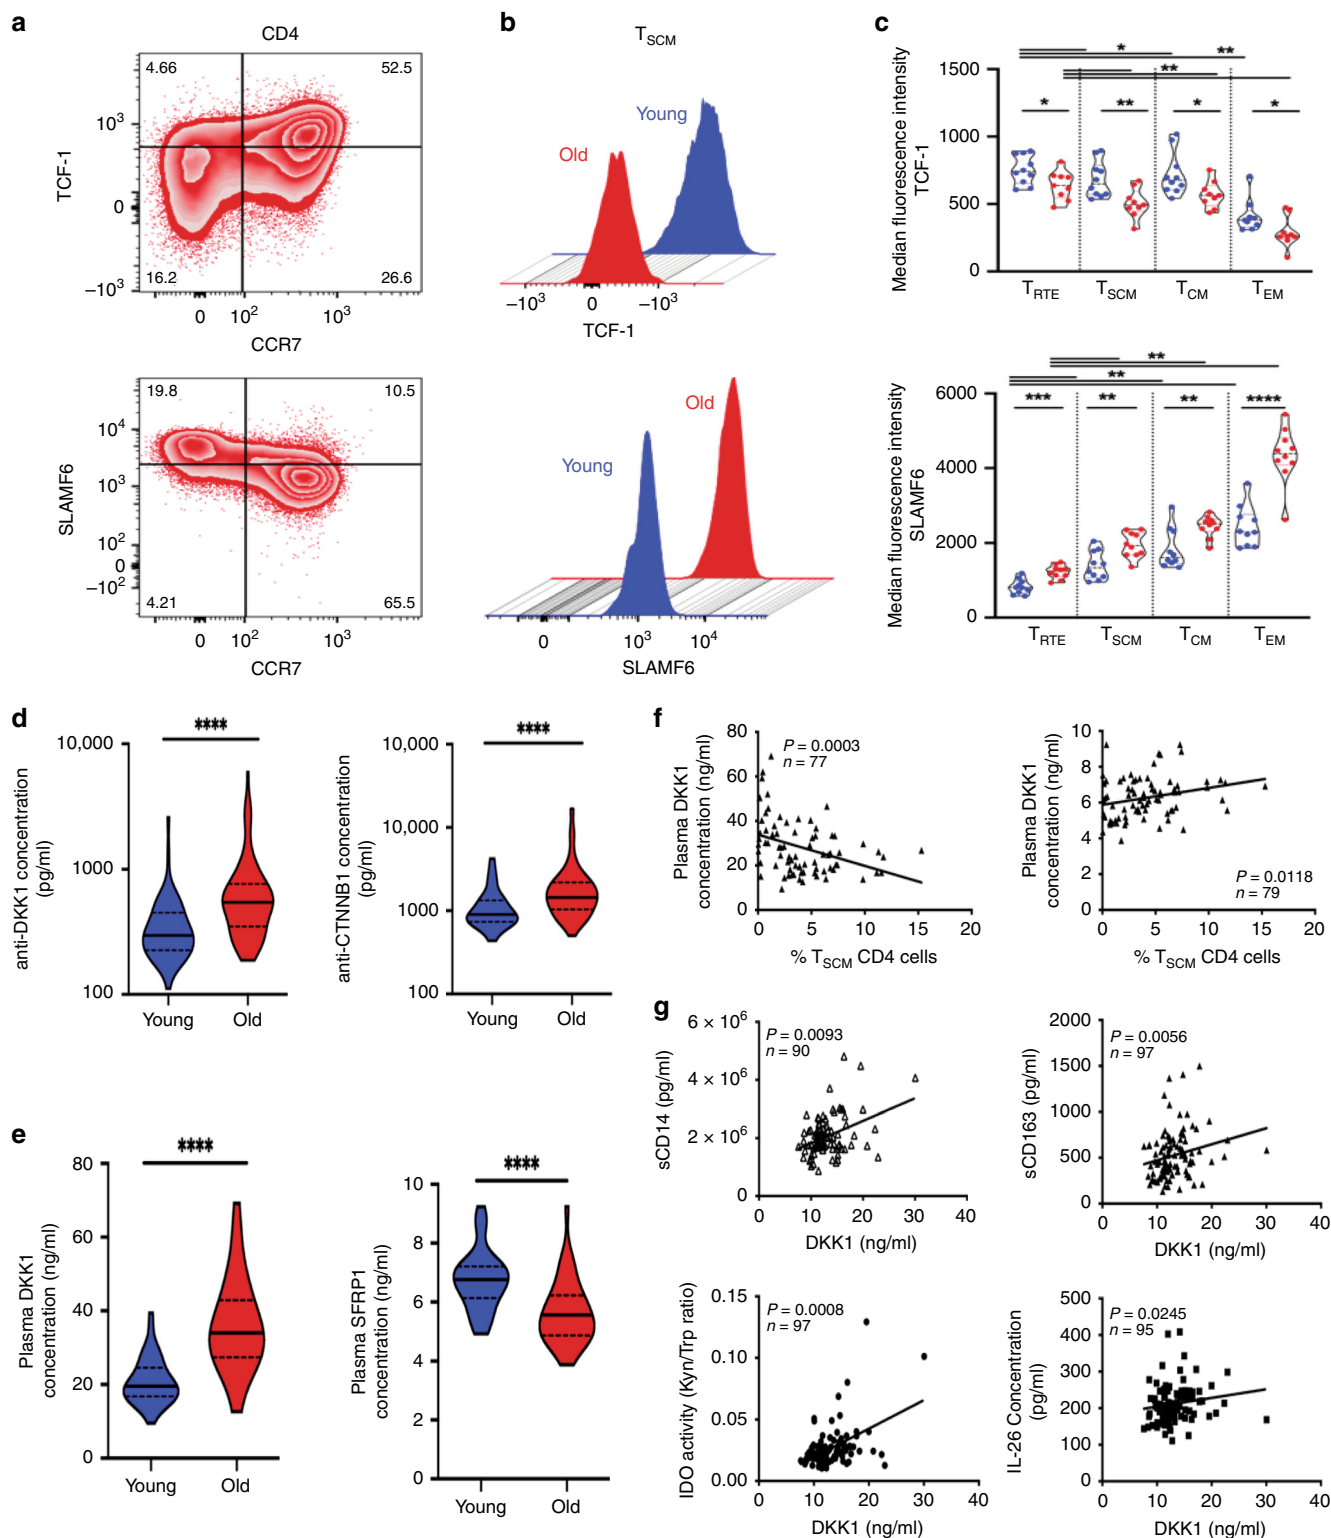 a
CD4
4.66
52.5
16.2
26.6
10³
0
−10³
TCF-1
0
10²
10³
CCR7
19.8
10.5
4.21
65.5
10⁴
10³
10²
0
−10²
SLAMF6
0
10²
10³
CCR7
b
T_SCM
Young
Old
−10³
0
−10³
TCF-1
Old
Young
0
10³
10⁴
SLAMF6
c
Median fluorescence intensity
TCF-1
1500
1000
500
0
*
**
**
*
**
*
*
T_RTE
T_SCM
T_CM
T_EM
Median fluorescence intensity
SLAMF6
6000
4000
2000
0
**
**
***
**
**
****
T_RTE
T_SCM
T_CM
T_EM
d
****
anti-DKK1 concentration
(pg/ml)
10,000
1000
100
Young
Old
****
anti-CTNNB1 concentration
(pg/ml)
10,000
10,000
1000
100
Young
Old
e
****
Plasma DKK1
concentration (ng/ml)
80
60
40
20
0
Young
Old
****
Plasma SFRP1
concentration (ng/ml)
10
8
6
4
2
0
Young
Old
f
Plasma DKK1
concentration (ng/ml)
80
60
40
20
0
P = 0.0003
n = 77
0
5
10
15
20
% T_SCM CD4 cells
Plasma DKK1
concentration (ng/ml)
10
8
6
4
2
0
P = 0.0118
n = 79
0
5
10
15
20
% T_SCM CD4 cells
g
sCD14 (pg/ml)
6 × 10⁶
4 × 10⁶
2 × 10⁶
0
P = 0.0093
n = 90
0
10
20
30
40
DKK1 (ng/ml)
sCD163 (pg/ml)
2000
1500
1000
500
0
P = 0.0056
n = 97
0
10
20
30
40
DKK1 (ng/ml)
IDO activity (Kyn/Trp ratio)
0.15
0.10
0.05
0.00
P = 0.0008
n = 97
0
10
20
30
40
DKK1 (ng/ml)
IL-26 Concentration
(pg/ml)
500
400
300
200
100
0
P = 0.0245
n = 95
0
10
20
30
40
DKK1 (ng/ml)